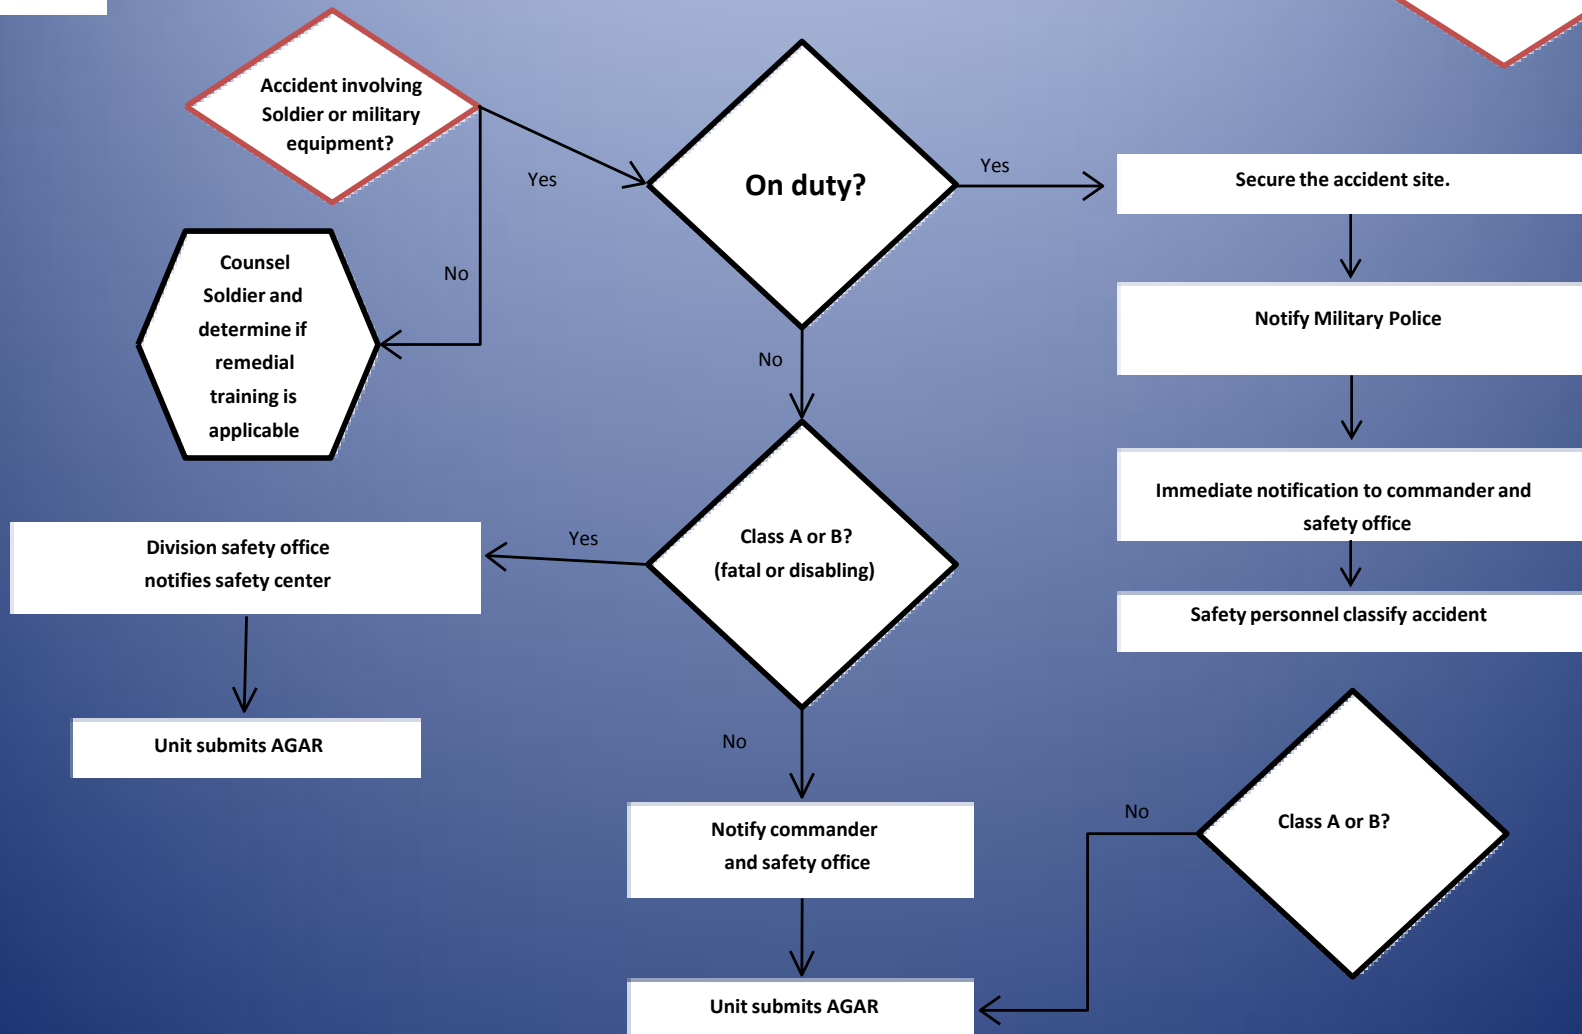 Accident involving
Soldier or military
equipment?
Yes
On duty?
Yes
Secure the accident site.
No
Counsel
Soldier and
determine if
remedial
training is
applicable
Notify Military Police
No
Immediate notification to commander and
safety office
Class A or B?
(fatal or disabling)
Yes
Division safety office
notifies safety center
Safety personnel classify accident
Unit submits AGAR
No
Notify commander
and safety office
No
Class A or B?
Unit submits AGAR